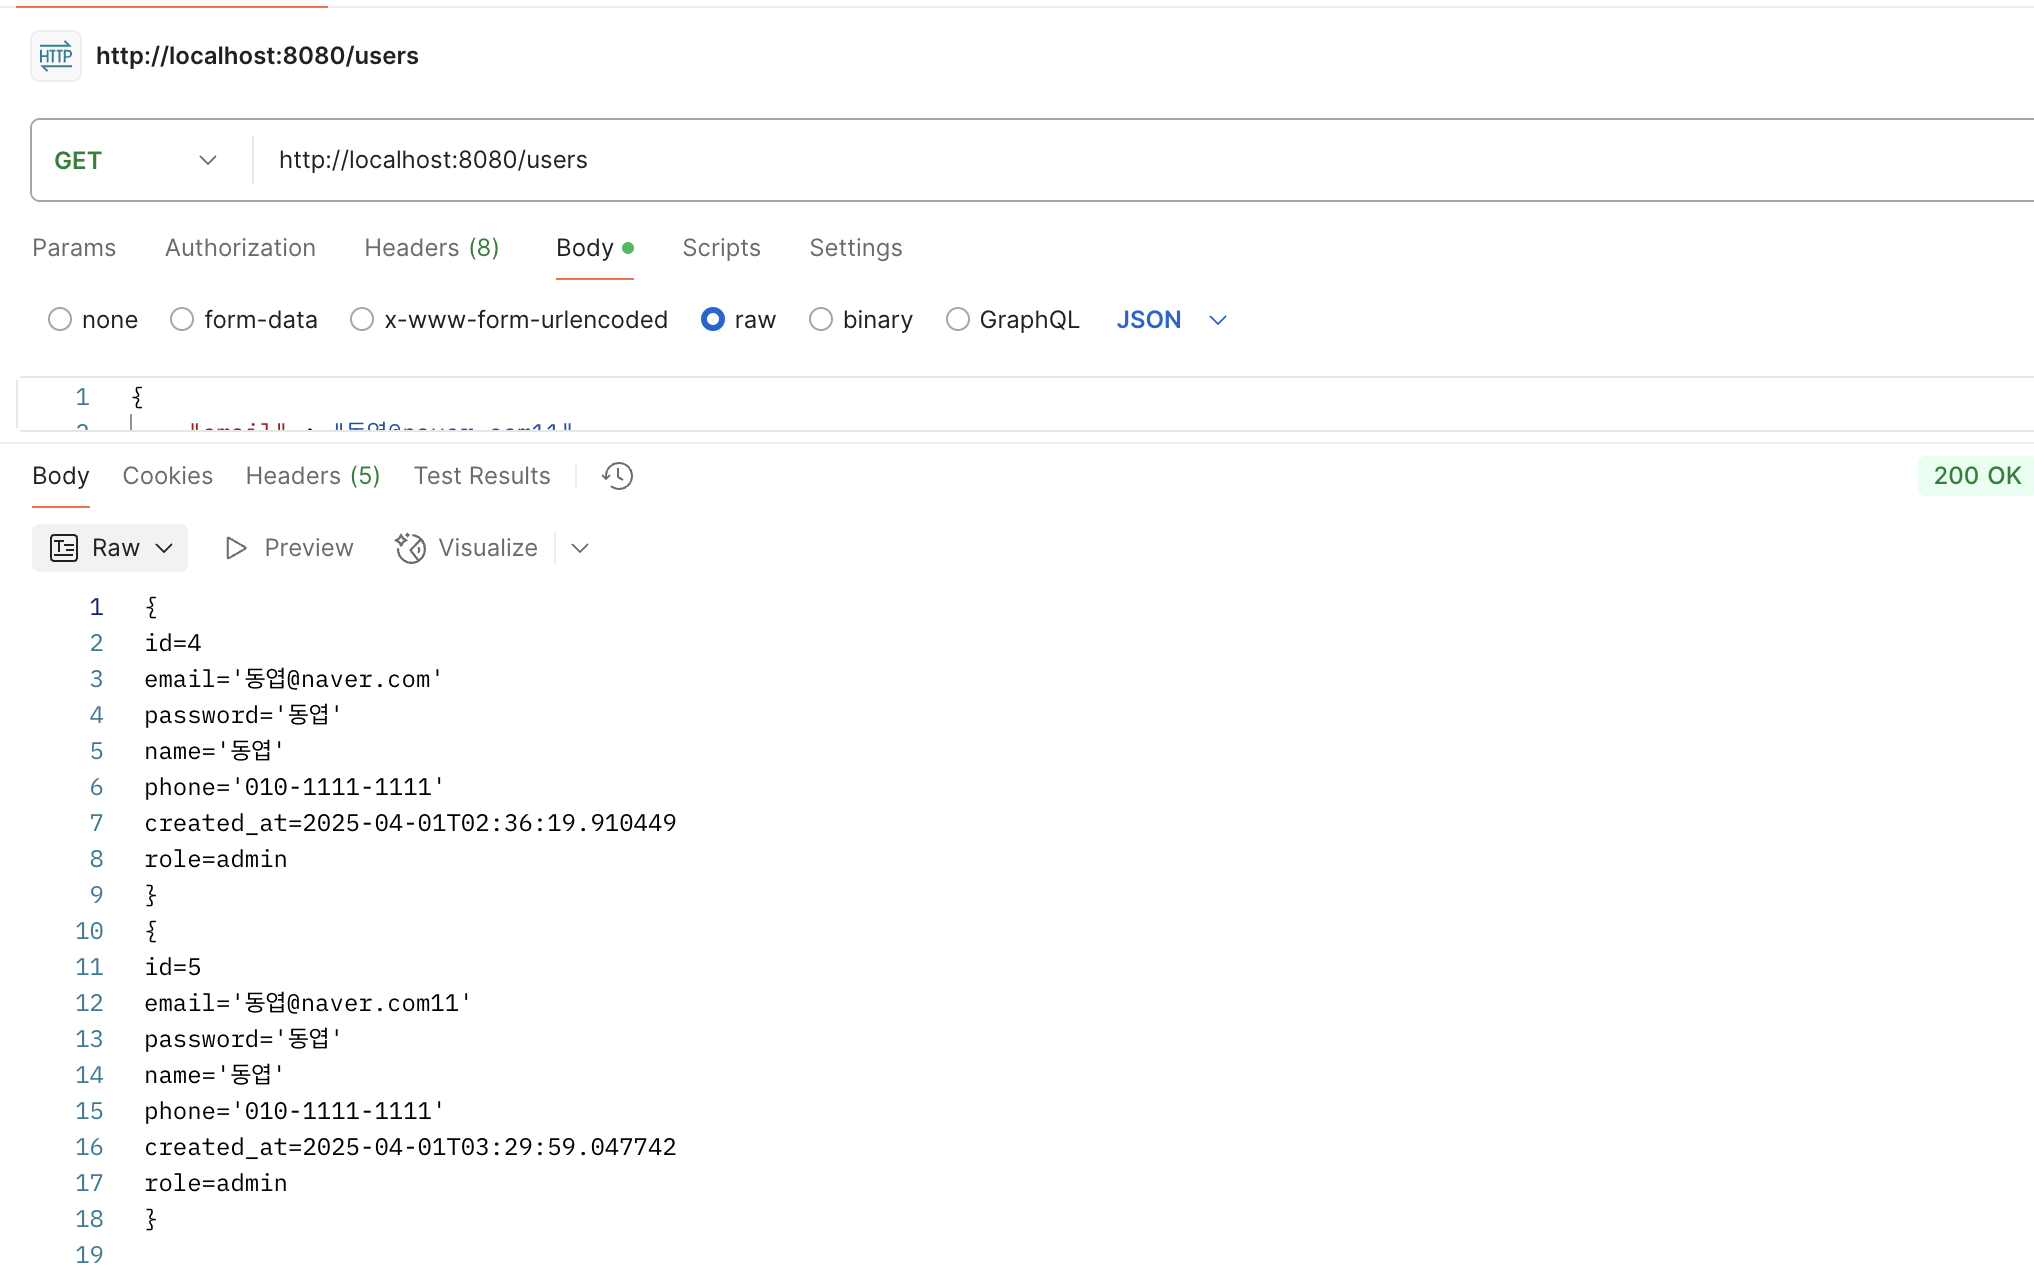 HTTP http://localhost:8080/users
GET http://localhost:8080/users
Params Authorization Headers (8) Body Scripts Settings
none form-data x-www-form-urlencoded raw binary GraphQL JSON
1 {
2 "email" : "동엽@naver.com11"
Body Cookies Headers (5) Test Results 200 OK
Raw Preview Visualize
1 {
2 id=4
3 email='동엽@naver.com'
4 password='동엽'
5 name='동엽'
6 phone='010-1111-1111'
7 created_at=2025-04-01T02:36:19.910449
8 role=admin
9 }
10 {
11 id=5
12 email='동엽@naver.com11'
13 password='동엽'
14 name='동엽'
15 phone='010-1111-1111'
16 created_at=2025-04-01T03:29:59.047742
17 role=admin
18 }
19